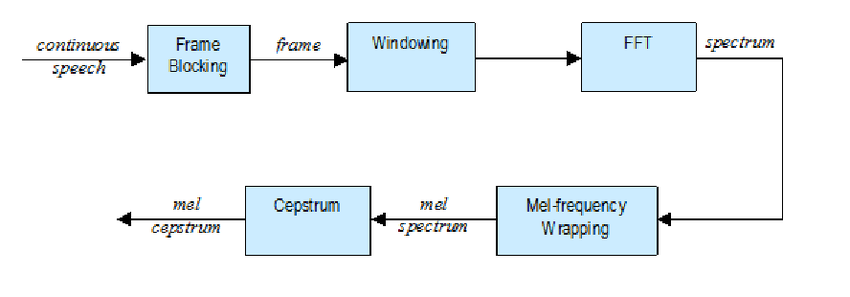 continuous
speech
Frame
Blocking
frame
Windowing
FFT
spectrum
mel
cepstrum
Cepstrum
mel
spectrum
Mel-frequency
Wrapping